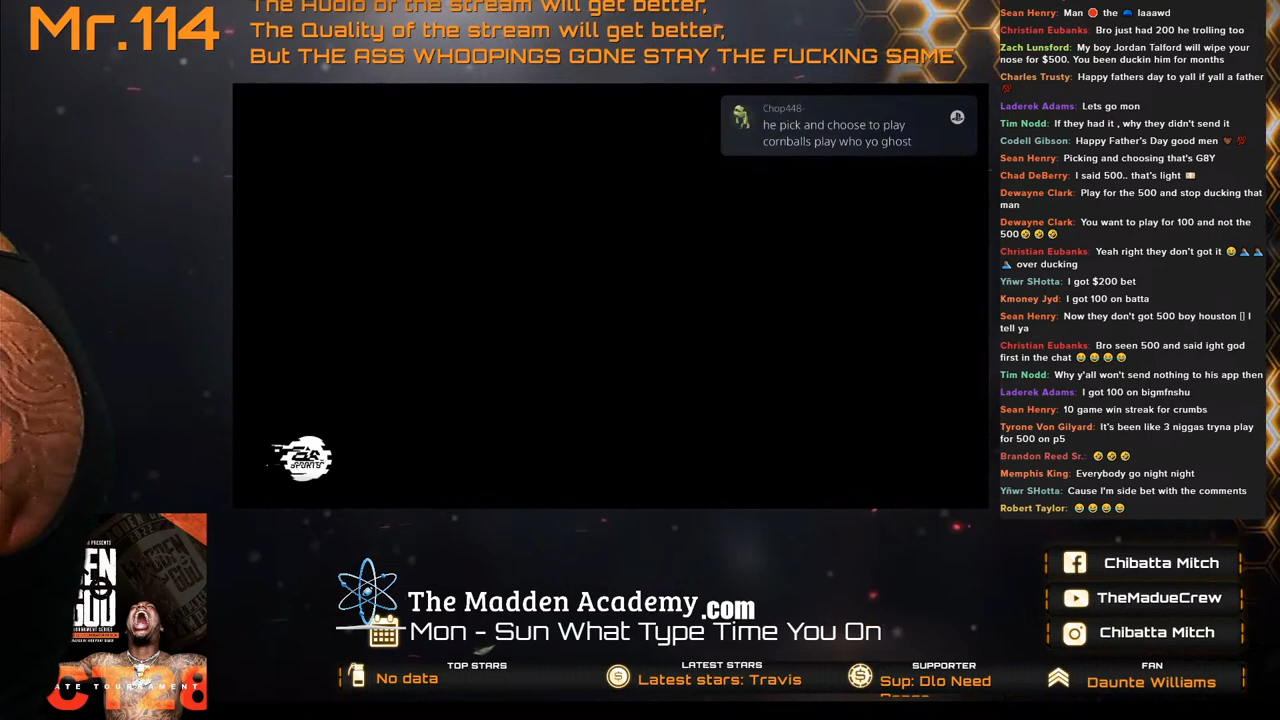 Mr.114
The Audio of the stream will get better,
The Quality of the stream will get better,
But THE ASS WHOOPINGS GONE STAY THE FUCKING SAME
Chop448-
he pick and choose to play
cornballs play who yo ghost
EA
SPORTS
Sean Henry: Man 🔴 the 🧢 laaawd
Christian Eubanks: Bro just had 200 he trolling too
Zach Lunsford: My boy Jordan Talford will wipe your
nose for $500. You been duckin him for months
Charles Trusty: Happy fathers day to yall if yall a father
💯
Laderek Adams: Lets go mon
Tim Nodd: If they had it , why they didn't send it
Codell Gibson: Happy Father's Day good men 🤎 💯
Sean Henry: Picking and choosing that's G8Y
Chad DeBerry: I said 500.. that's light 💵
Dewayne Clark: Play for the 500 and stop ducking that
man
Dewayne Clark: You want to play for 100 and not the
500🤣 🤣 🤣
Christian Eubanks: Yeah right they don't got it 😂
over ducking
Yñwr SHotta: I got $200 bet
Kmoney Jyd: I got 100 on batta
Sean Henry: Now they don't got 500 boy houston [] I
tell ya
Christian Eubanks: Bro seen 500 and said ight god
first in the chat 😂 😂 😂 😂
Tim Nodd: Why y'all won't send nothing to his app then
Laderek Adams: I got 100 on bigmfnshu
Sean Henry: 10 game win streak for crumbs
Tyrone Von Gilyard: It's been like 3 niggas tryna play
for 500 on p5
Brandon Reed Sr.: 🤣 🤣 🤣
Memphis King: Everybody go night night
Yñwr SHotta: Cause I'm side bet with the comments
Robert Taylor: 😂 😂 😂 😂
The Madden Academy.com
Mon - Sun What Type Time You On
Chibatta Mitch
TheMadueCrew
Chibatta Mitch
TOP STARS
No data
LATEST STARS
Latest stars: Travis
SUPPORTER
Sup: Dlo Need
FAN
Daunte Williams
ATE TOURNAMENT